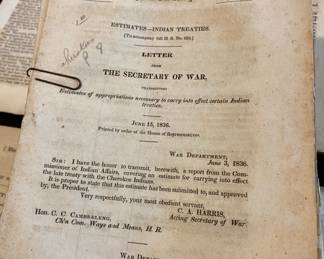 ESTIMATES—INDIAN TREATIES.
[To accompany bill H. R. No. ]
LETTER
FROM
THE SECRETARY OF WAR,
TRANSMITTING
Estimates of appropriations necessary to carry into effect certain Indian
treaties.
JUNE 15, 1836.
Printed by order of the House of Representatives.
WAR DEPARTMENT,
June 3, 1836.
SIR: I have the honor to transmit, herewith, a report from the Com-
missioner of Indian Affairs, covering an estimate for carrying into effect
the late treaty with the Cherokee Indians.
It is proper to state that this estimate has been submitted to, and approved
by, the President.
Very respectfully, your most obedient servant,
C. A. HARRIS,
Acting Secretary of War.
Hon. C. C. CAMBRELENG,
Ch'n Com. Ways and Means, H. R.
WAR DEPA